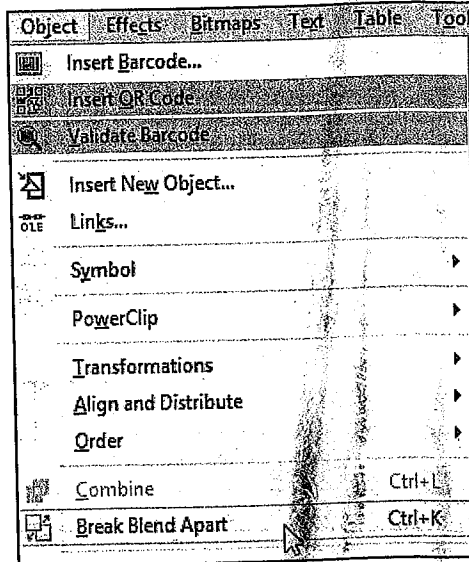 Object Effects Bitmaps Text Table Tool
Insert Barcode...
Insert QR Code
Validate Barcode
Insert New Object...
OLE Links...
Symbol
PowerClip
Transformations
Align and Distribute
Order
Combine Ctrl+L
Break Blend Apart Ctrl+K